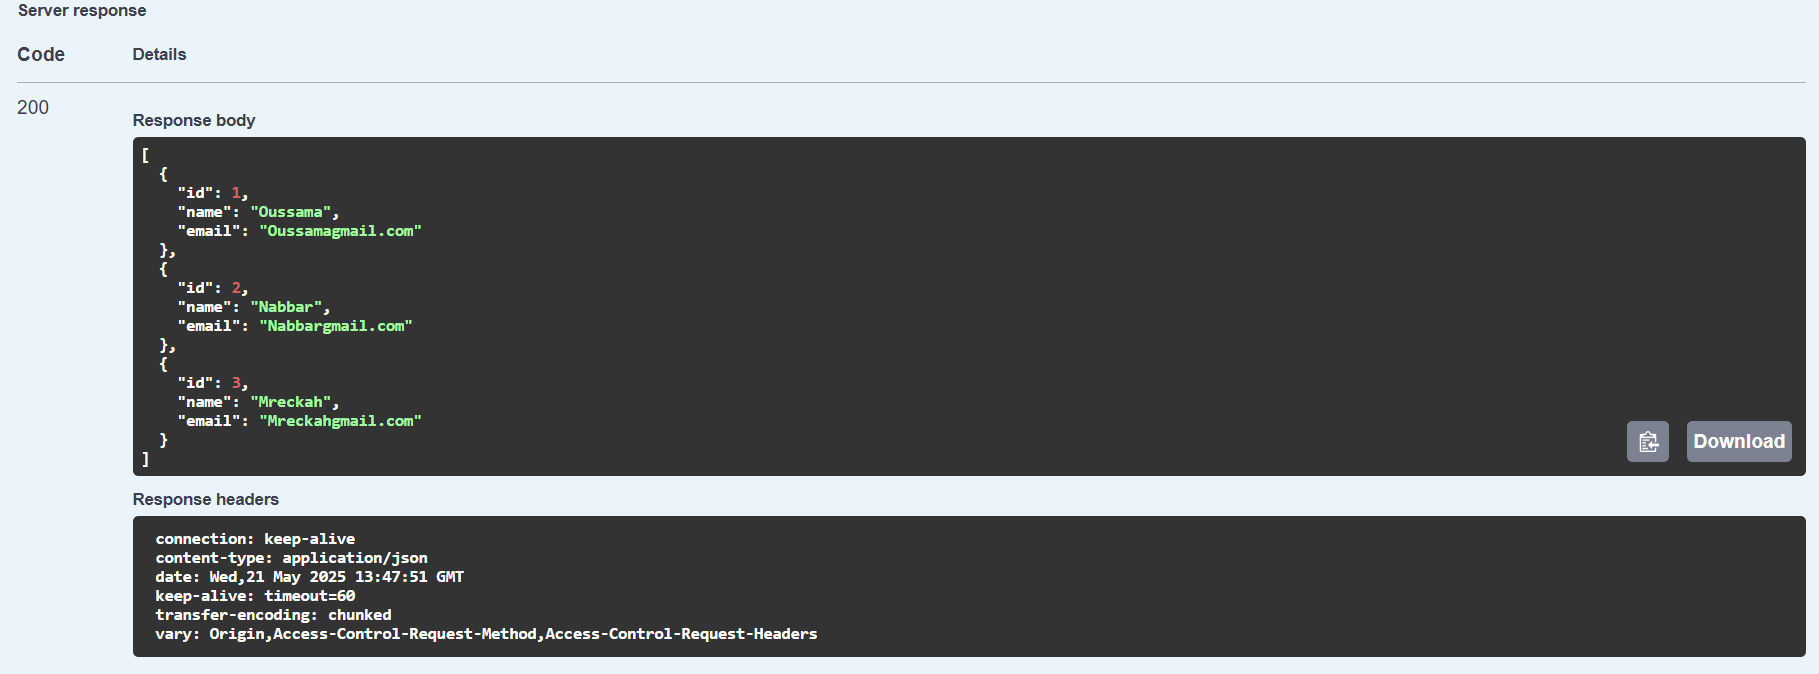 Server response
Code Details
200
Response body
[
  {
    "id": 1,
    "name": "Oussama",
    "email": "Oussamagmail.com"
  },
  {
    "id": 2,
    "name": "Nabbar",
    "email": "Nabbargmail.com"
  },
  {
    "id": 3,
    "name": "Mreckah",
    "email": "Mreckahgmail.com"
  }
]
Download
Response headers
connection: keep-alive
content-type: application/json
date: Wed,21 May 2025 13:47:51 GMT
keep-alive: timeout=60
transfer-encoding: chunked
vary: Origin,Access-Control-Request-Method,Access-Control-Request-Headers